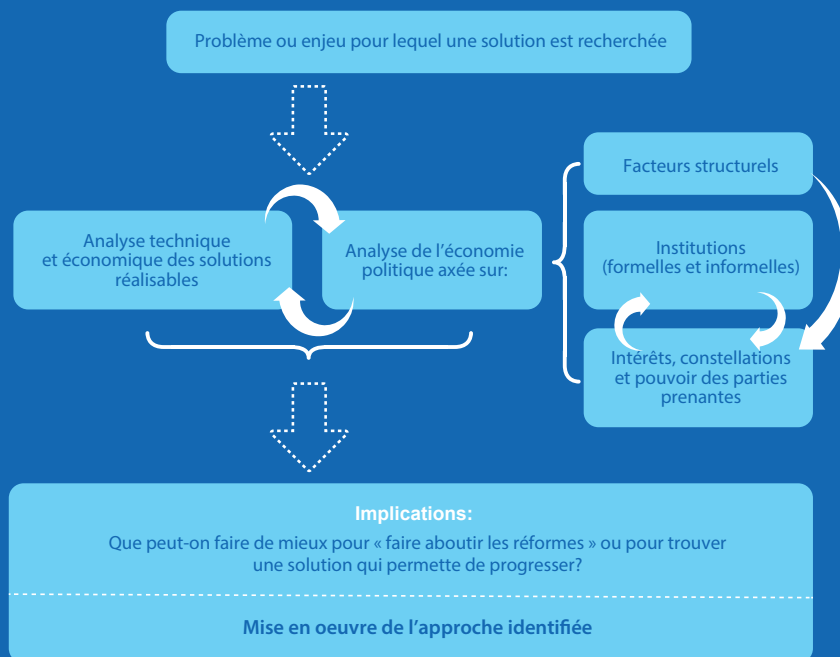 Problème ou enjeu pour lequel une solution est recherchée
Analyse technique
et économique des solutions
réalisables
Analyse de l’économie
politique axée sur:
Facteurs structurels
Institutions
(formelles et informelles)
Intérêts, constellations
et pouvoir des parties
prenantes
Implications:
Que peut-on faire de mieux pour « faire aboutir les réformes » ou pour trouver
une solution qui permette de progresser?
Mise en oeuvre de l’approche identifiée